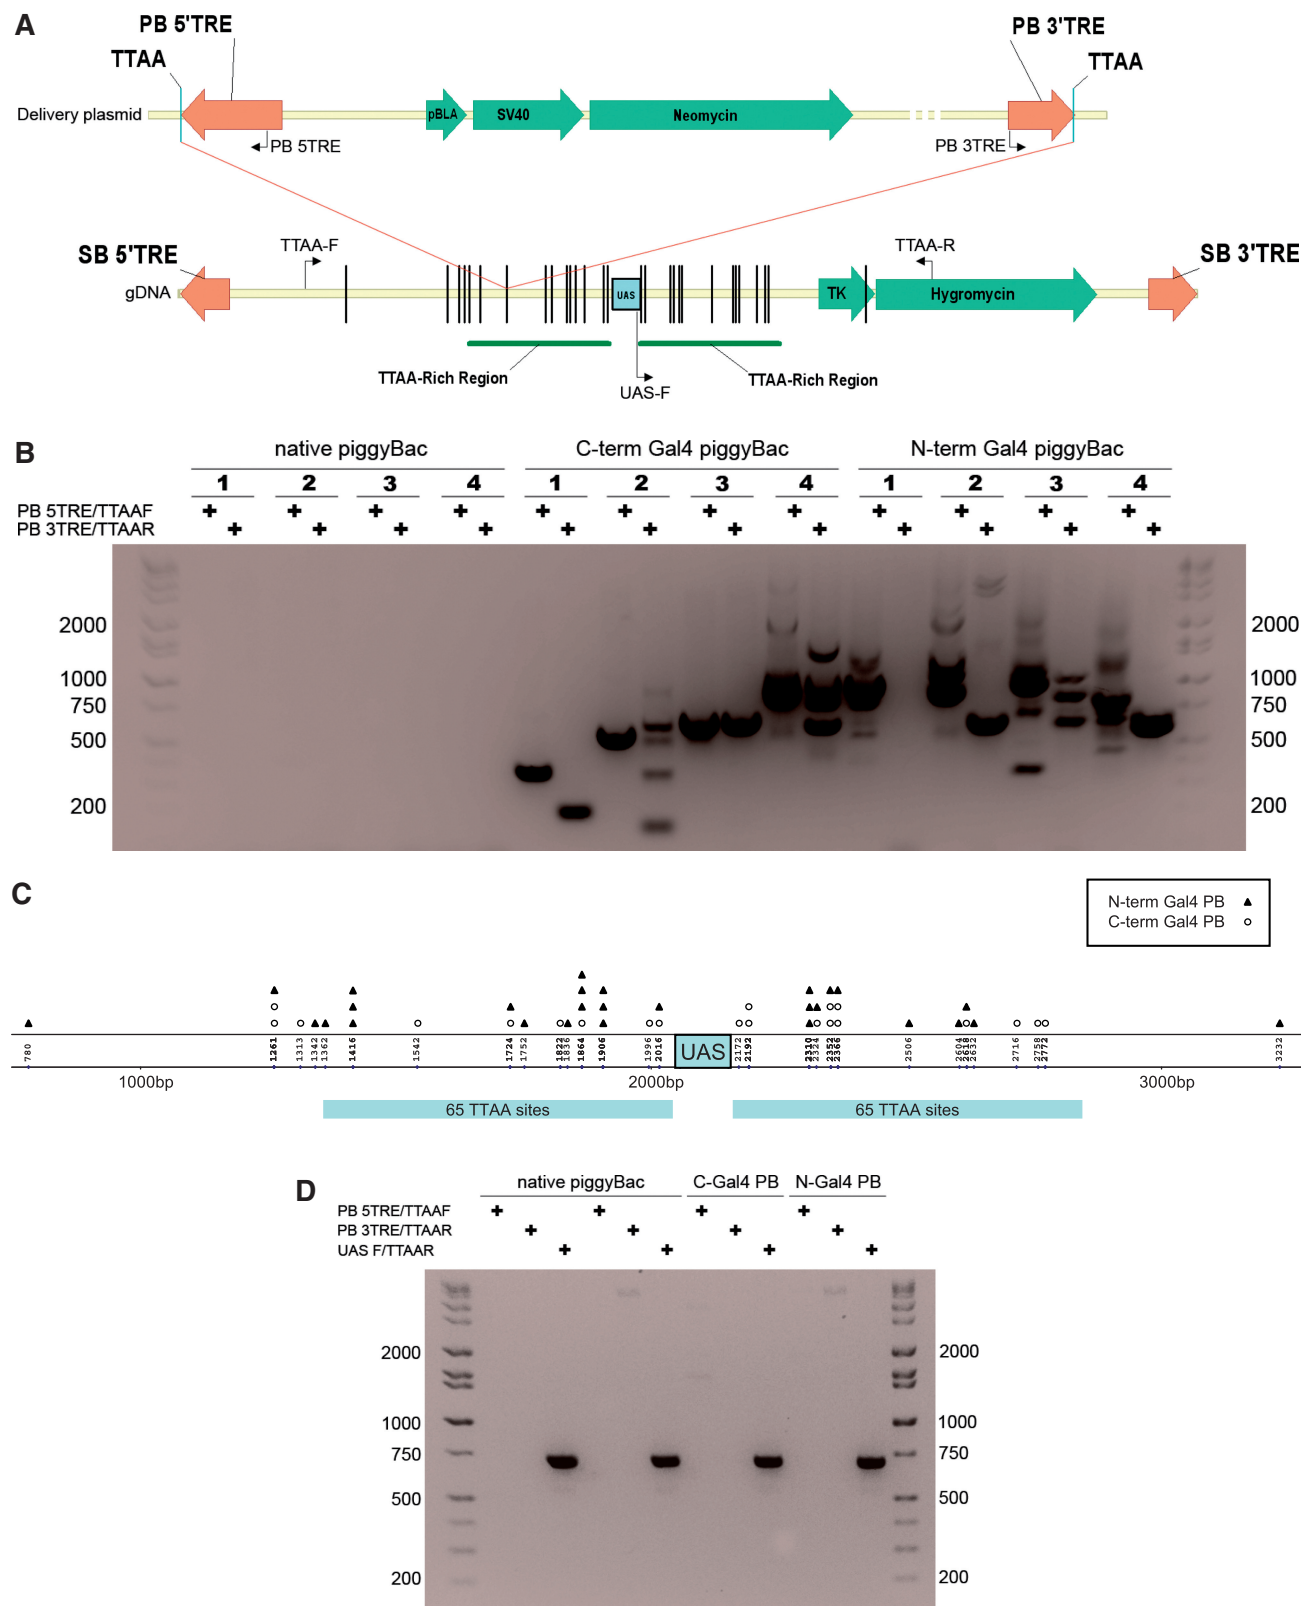 A
PB 5'TRE
PB 3'TRE
TTAA
TTAA
Delivery plasmid
pBLA
SV40
Neomycin
PB 5TRE
PB 3TRE
SB 5'TRE
TTAA-F
TTAA-R
SB 3'TRE
gDNA
UAS
TK
Hygromycin
TTAA-Rich Region
UAS-F
TTAA-Rich Region
B
native piggyBac
C-term Gal4 piggyBac
N-term Gal4 piggyBac
1 2 3 4 1 2 3 4 1 2 3 4
PB 5TRE/TTAAF + + + + + + + + + + + +
PB 3TRE/TTAAR + + + + + + + + + + + +
2000 2000
1000 1000
750 750
500 500
200 200
C
N-term Gal4 PB
C-term Gal4 PB
780 1261 1313 1342 1362 1416 1542 1724 1752 1822 1836 1864 1906 1996 2016 UAS 2172 2192 2310 2324 2352 2366 2506 2604 2618 2632 2716 2758 2772 3232
1000bp 2000bp 3000bp
65 TTAA sites 65 TTAA sites
D
native piggyBac C-Gal4 PB N-Gal4 PB
PB 5TRE/TTAAF + + + +
PB 3TRE/TTAAR + + + +
UAS F/TTAAR + + + +
2000 2000
1000 1000
750 750
500 500
200 200